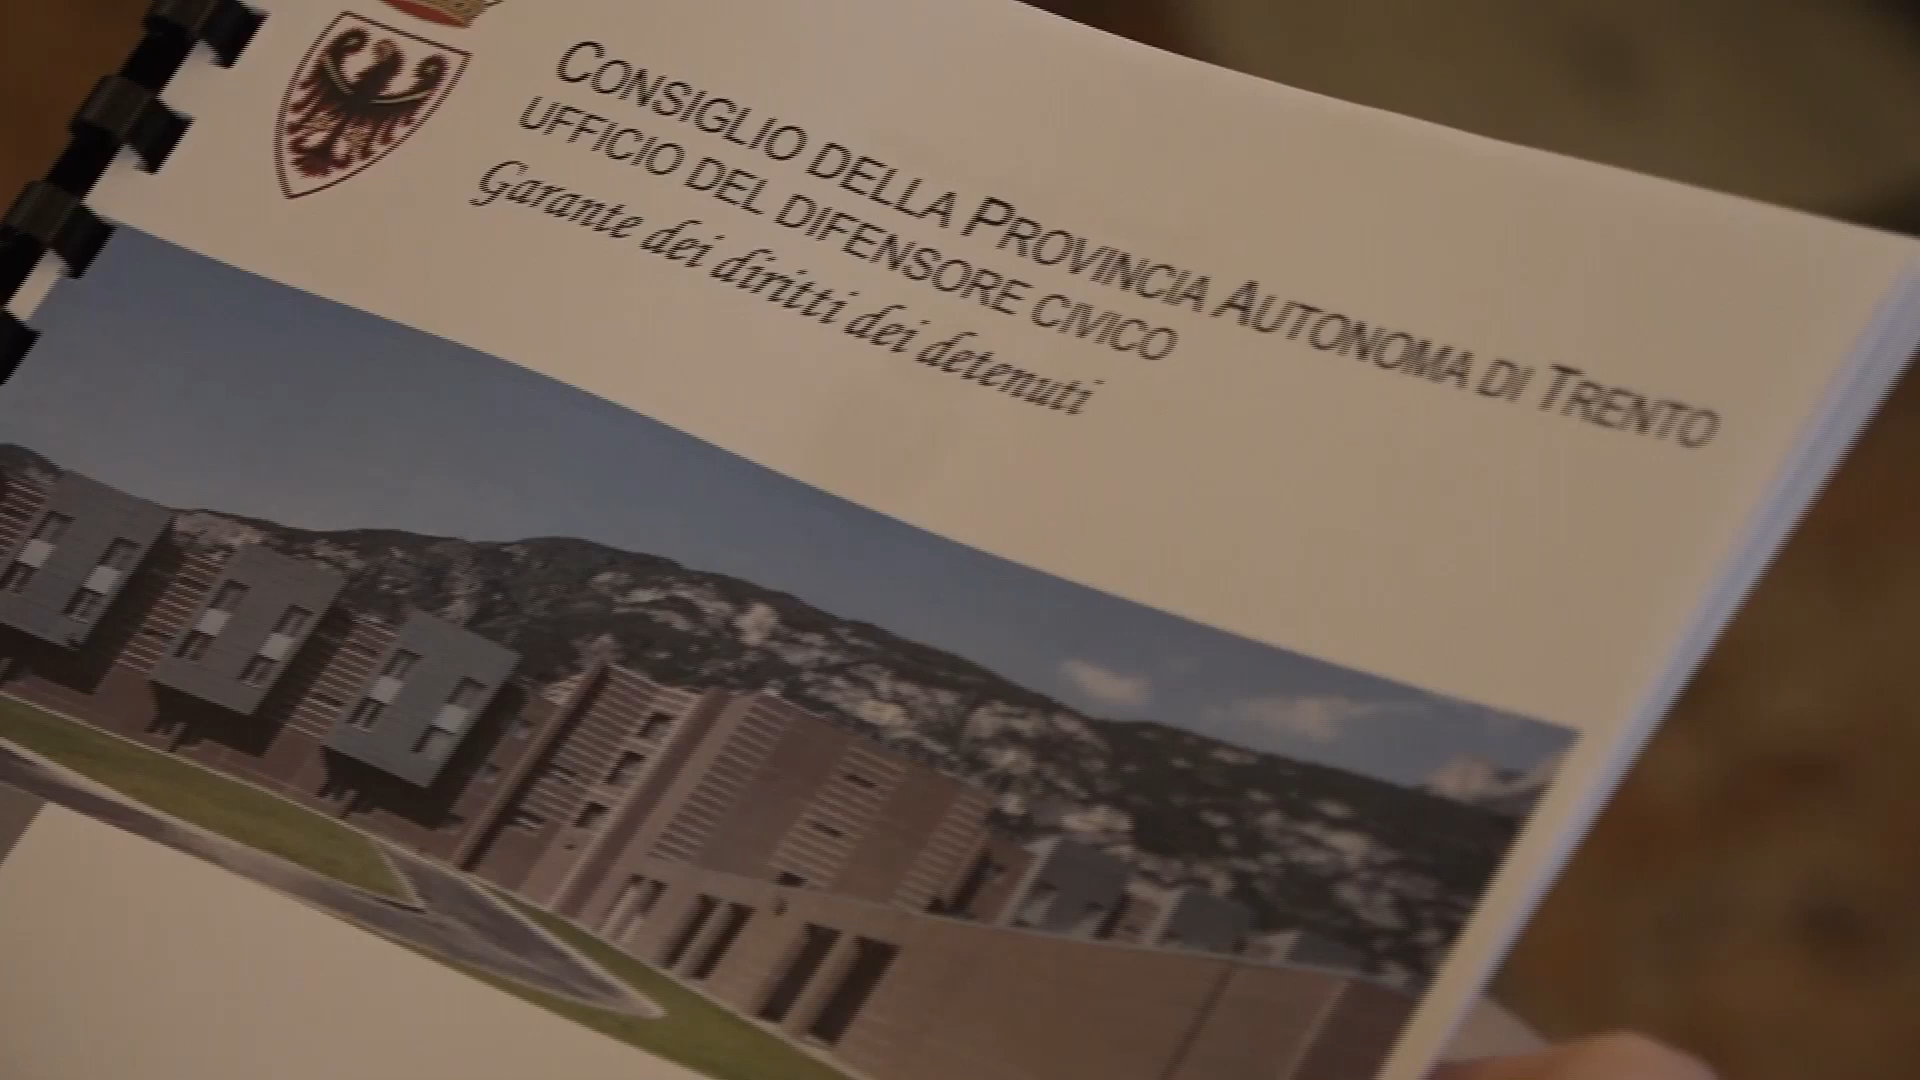 CONSIGLIO DELLA PROVINCIA AUTONOMA DI TRENTO
UFFICIO DEL DIFENSORE CIVICO
Garante dei diritti dei detenuti